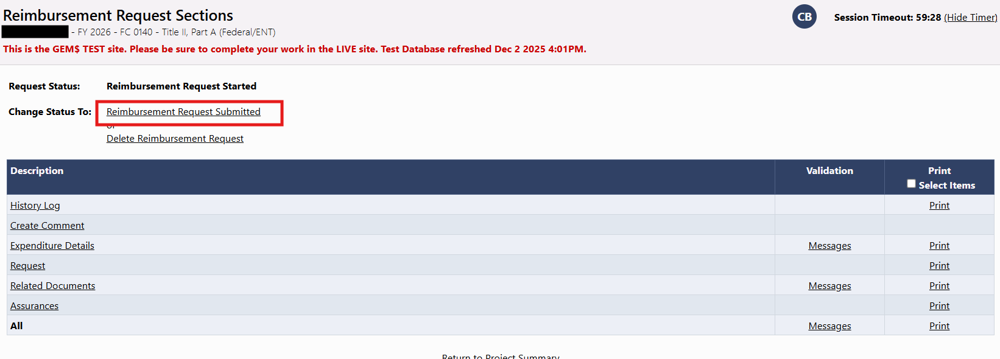 Reimbursement Request Sections
CB
Session Timeout: 59:28 (Hide Timer)
- FY 2026 - FC 0140 - Title II, Part A (Federal/ENT)
This is the GEM$ TEST site. Please be sure to complete your work in the LIVE site. Test Database refreshed Dec 2 2025 4:01PM.
Request Status: Reimbursement Request Started
Change Status To: Reimbursement Request Submitted
or
Delete Reimbursement Request
Description Validation Print
Select Items
History Log Print
Create Comment
Expenditure Details Messages Print
Request Print
Related Documents Messages Print
Assurances Print
All Messages Print
Return to Project Summary